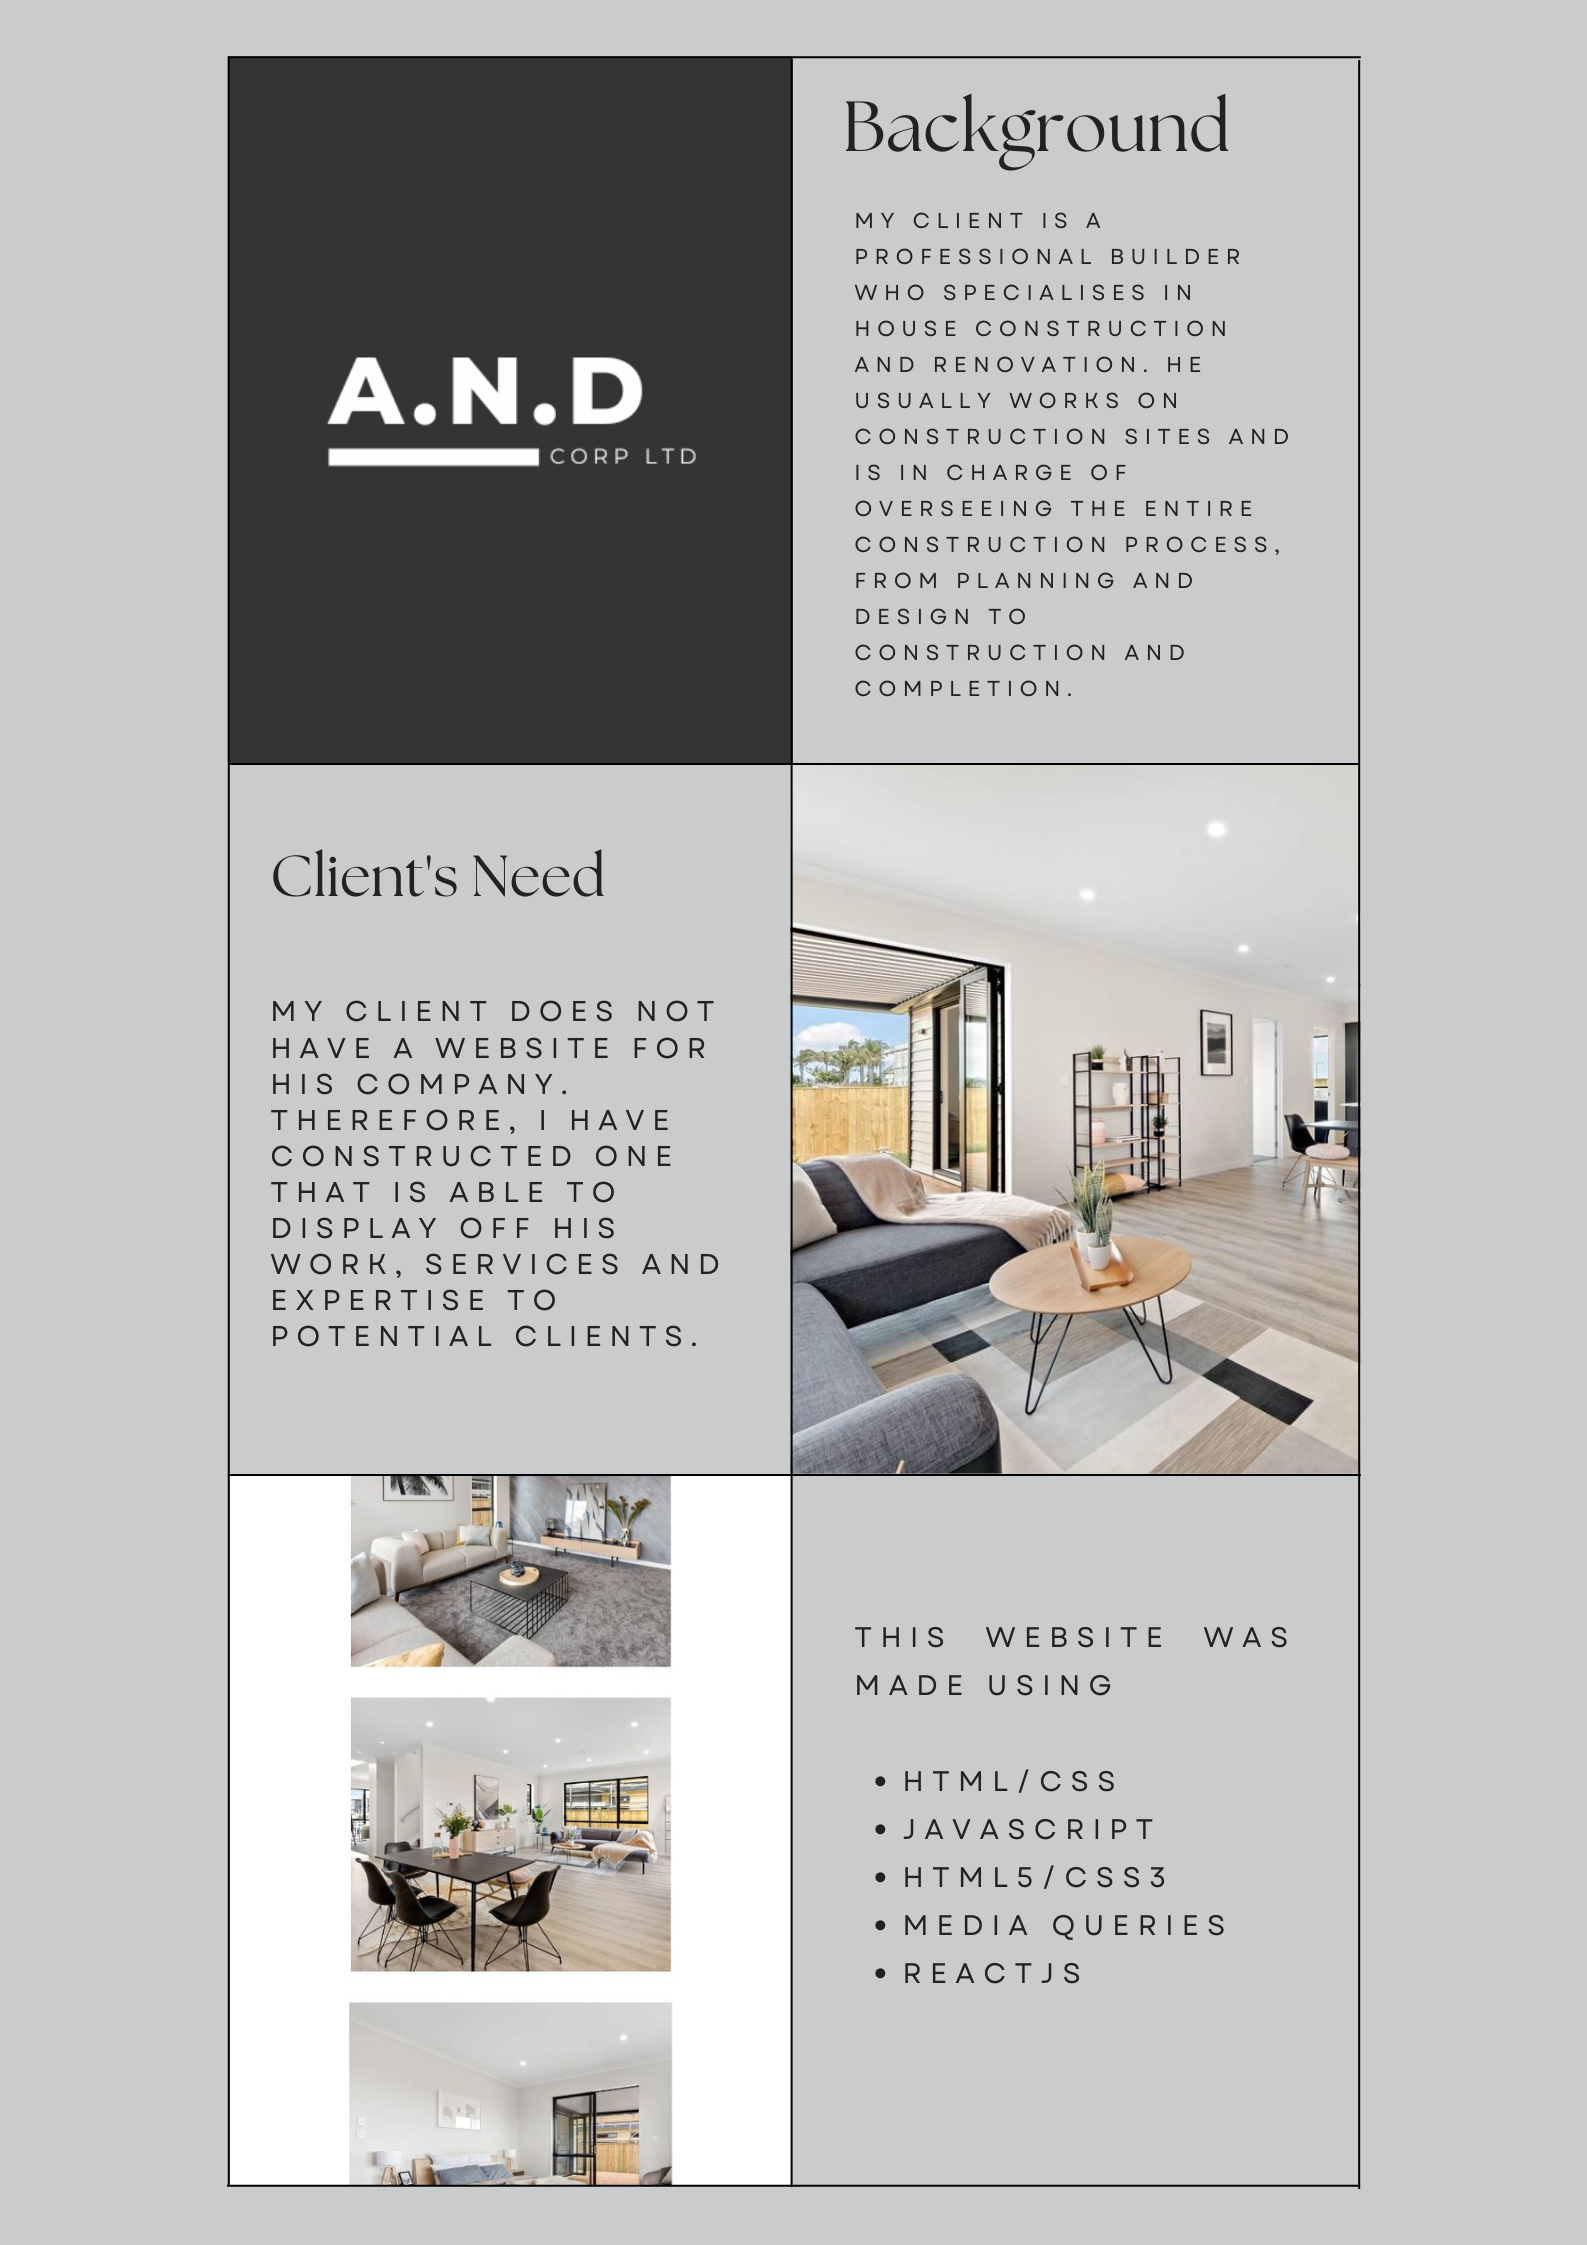 A.N.D
CORP LTD
Background
MY CLIENT IS A
PROFESSIONAL BUILDER
WHO SPECIALISES IN
HOUSE CONSTRUCTION
AND RENOVATION. HE
USUALLY WORKS ON
CONSTRUCTION SITES AND
IS IN CHARGE OF
OVERSEEING THE ENTIRE
CONSTRUCTION PROCESS,
FROM PLANNING AND
DESIGN TO
CONSTRUCTION AND
COMPLETION.
Client's Need
MY CLIENT DOES NOT
HAVE A WEBSITE FOR
HIS COMPANY.
THEREFORE, I HAVE
CONSTRUCTED ONE
THAT IS ABLE TO
DISPLAY OFF HIS
WORK, SERVICES AND
EXPERTISE TO
POTENTIAL CLIENTS.
THIS WEBSITE WAS
MADE USING
• HTML/CSS
• JAVASCRIPT
• HTML5/CSS3
• MEDIA QUERIES
• REACTJS